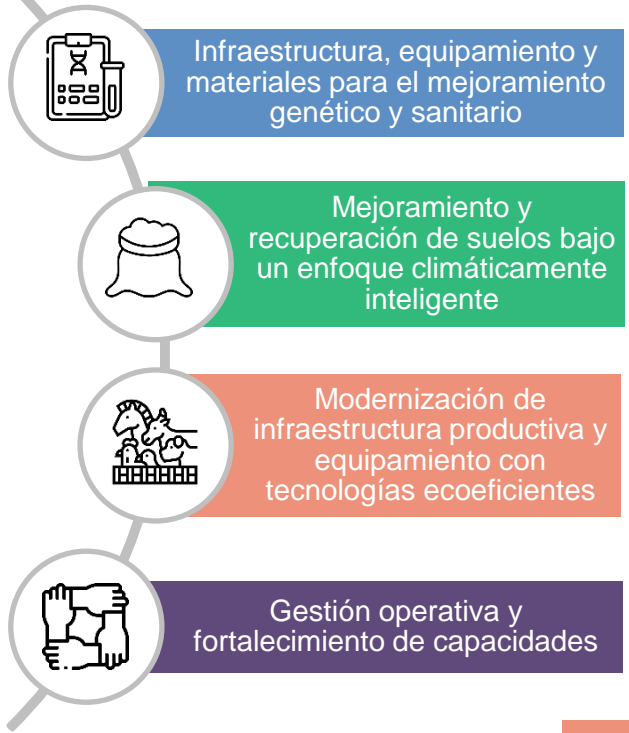 Infraestructura, equipamiento y
materiales para el mejoramiento
genético y sanitario
Mejoramiento y
recuperación de suelos bajo
un enfoque climáticamente
inteligente
Modernización de
infraestructura productiva y
equipamiento con
tecnologías ecoeficientes
Gestión operativa y
fortalecimiento de capacidades